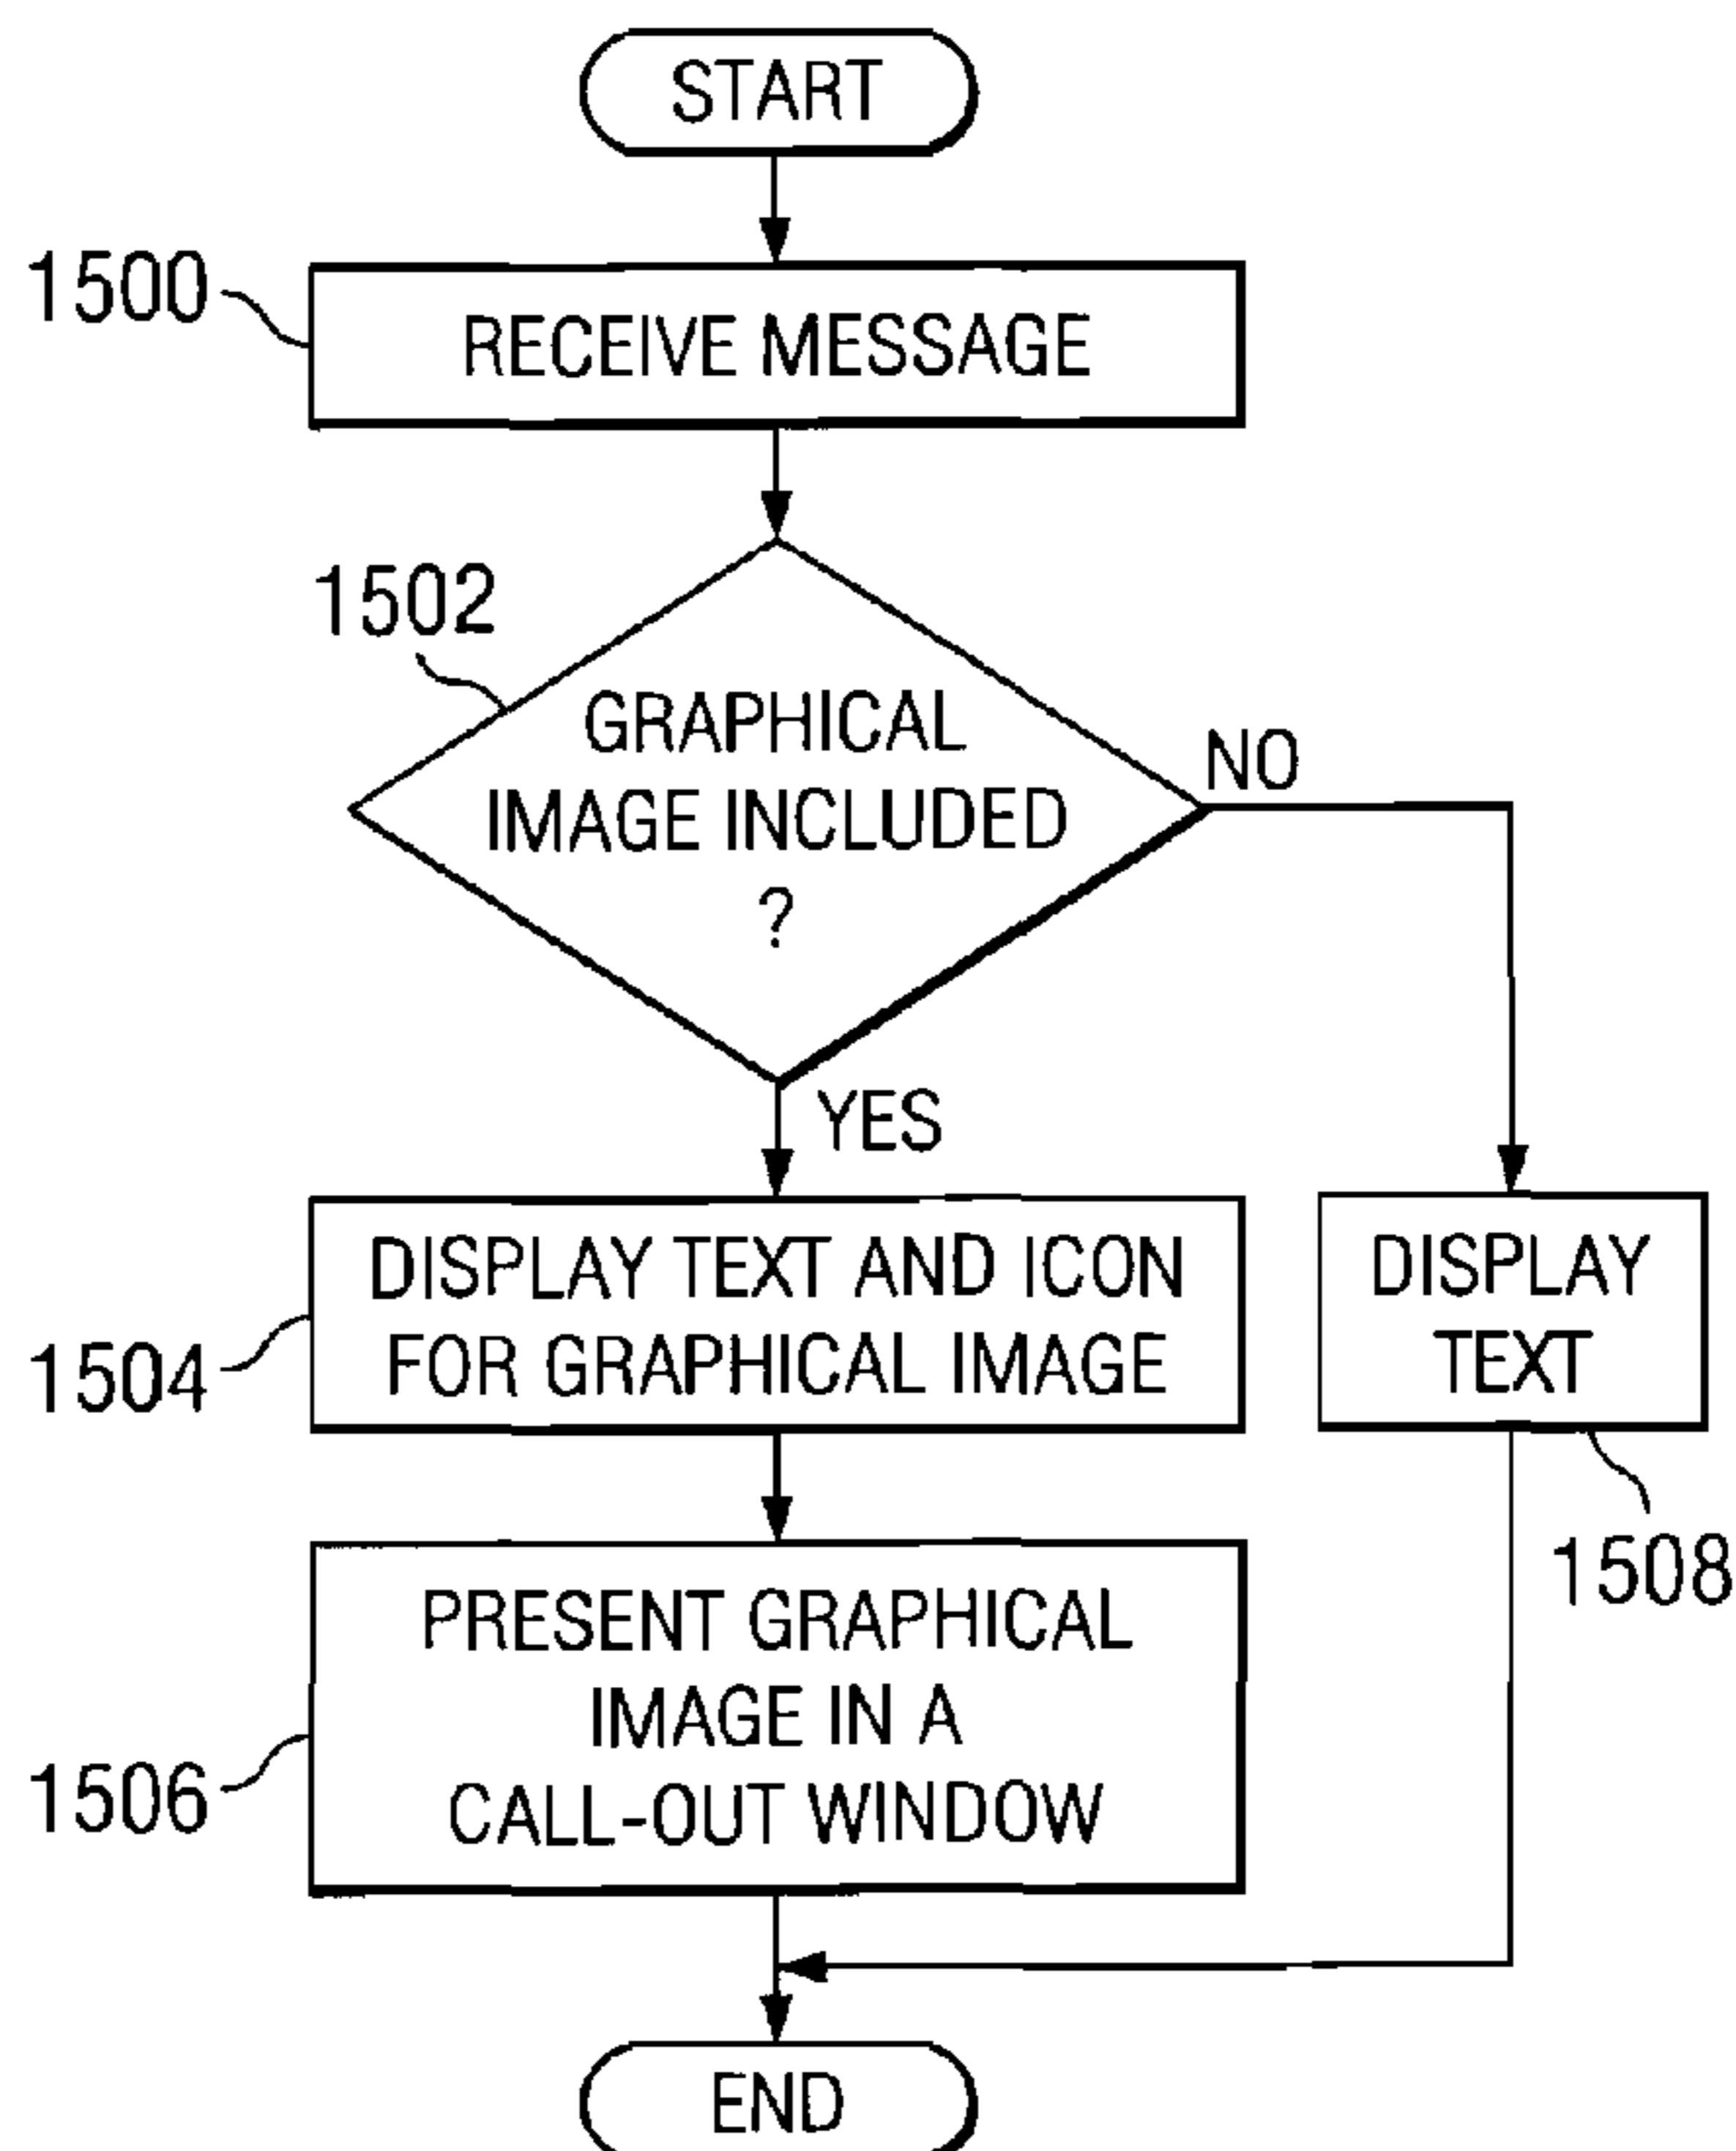 START
1500
RECEIVE MESSAGE
1502
GRAPHICAL
IMAGE INCLUDED
?
NO
YES
1504
DISPLAY TEXT AND ICON
FOR GRAPHICAL IMAGE
DISPLAY
TEXT
1508
1506
PRESENT GRAPHICAL
IMAGE IN A
CALL-OUT WINDOW
END